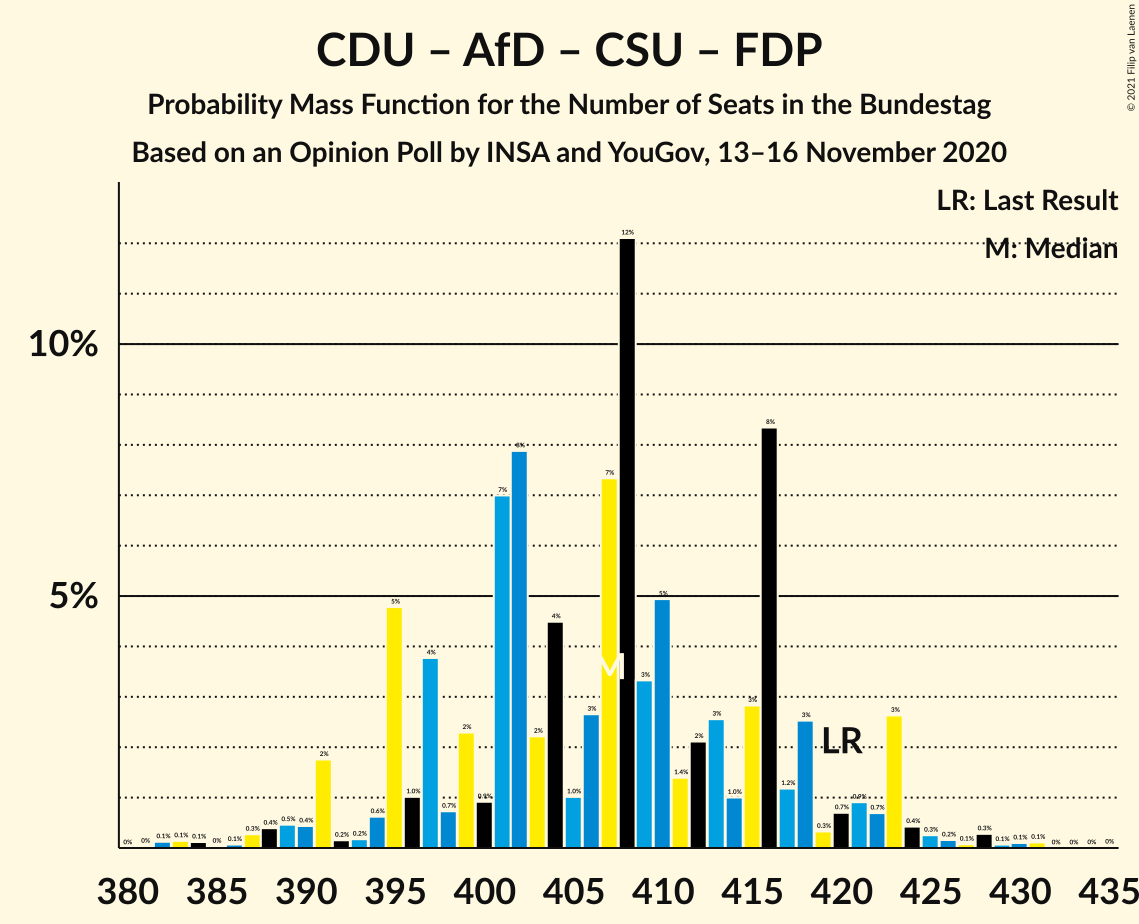 CDU – AfD – CSU – FDP
Probability Mass Function for the Number of Seats in the Bundestag
Based on an Opinion Poll by INSA and YouGov, 13–16 November 2020
© 2021 Filip van Laenen
LR: Last Result
M: Median
10%
5%
0% 0% 0.1% 0.1% 0.1% 0% 0.1% 0.3% 0.4% 0.5% 0.4% 2% 0.2% 0.2% 0.6% 5% 1.0% 4% 0.7% 2% 0.9% 7% 8% 2% 4% 1.0% 3% 7% 12% 3% 5% 1.4% 2% 3% 1.0% 3% 8% 1.2% 3% 0.3% 0.7% 0.9% 0.7% 3% 0.4% 0.3% 0.2% 0.1% 0.3% 0.1% 0.1% 0.1% 0% 0% 0% 0%
M
LR
380 385 390 395 400 405 410 415 420 425 430 435